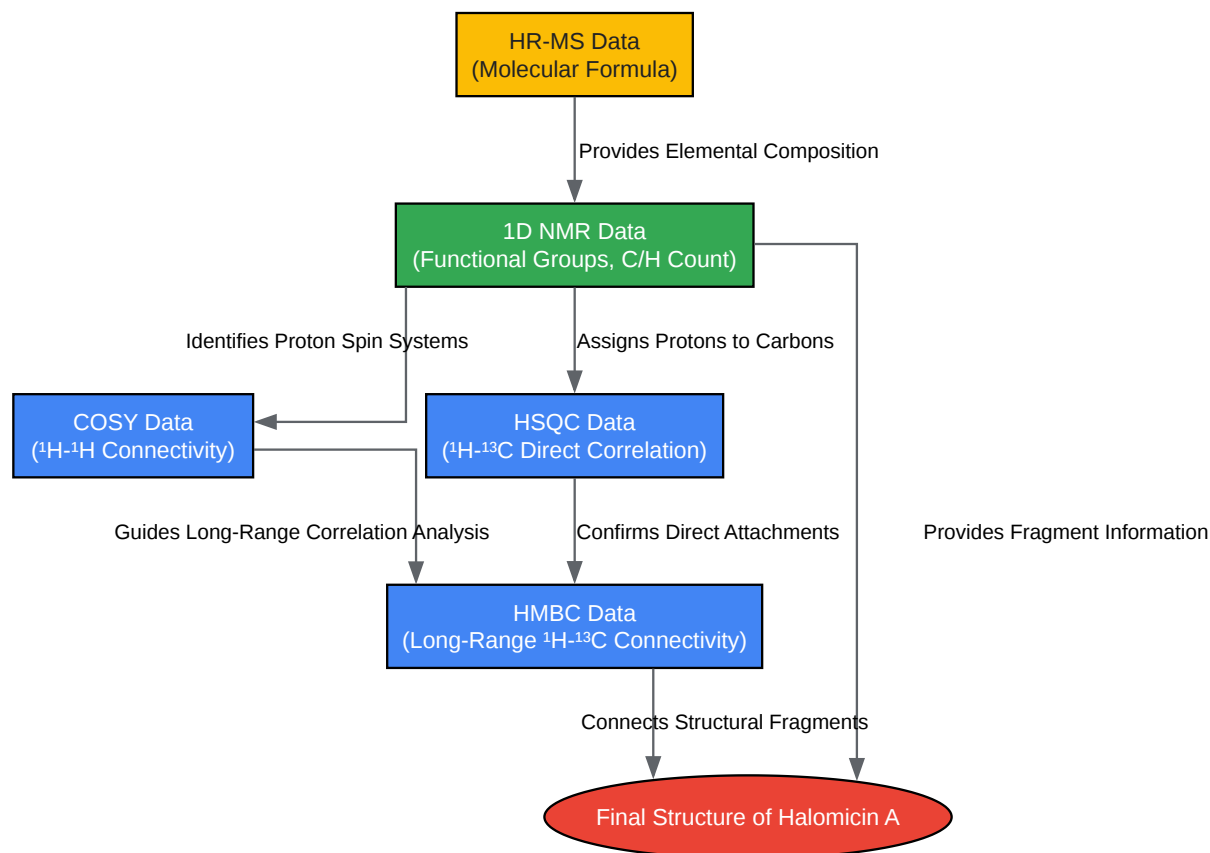 HR-MS Data
(Molecular Formula)
Provides Elemental Composition
1D NMR Data
(Functional Groups, C/H Count)
Identifies Proton Spin Systems
Assigns Protons to Carbons
COSY Data
(¹H-¹H Connectivity)
HSQC Data
(¹H-¹³C Direct Correlation)
Guides Long-Range Correlation Analysis
Confirms Direct Attachments
Provides Fragment Information
HMBC Data
(Long-Range ¹H-¹³C Connectivity)
Connects Structural Fragments
Final Structure of Halomicin A